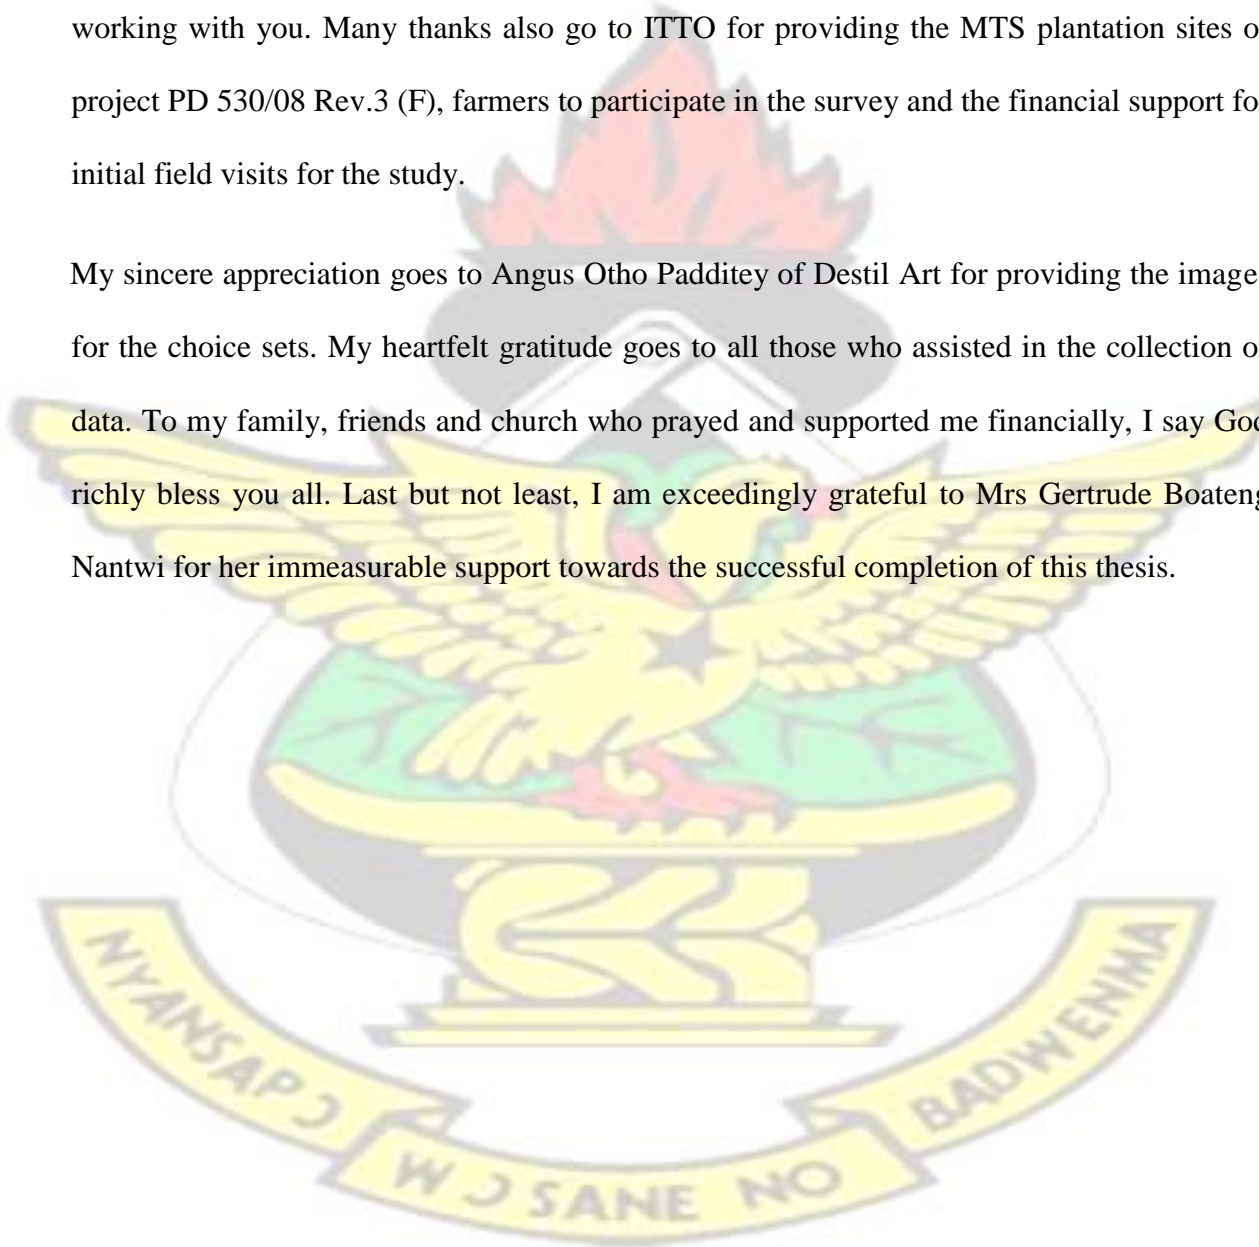 working with you. Many thanks also go to ITTO for providing the MTS plantation sites o
project PD 530/08 Rev.3 (F), farmers to participate in the survey and the financial support fo
initial field visits for the study.
My sincere appreciation goes to Angus Otho Padditey of Destil Art for providing the image
for the choice sets. My heartfelt gratitude goes to all those who assisted in the collection o
data. To my family, friends and church who prayed and supported me financially, I say God
richly bless you all. Last but not least, I am exceedingly grateful to Mrs Gertrude Boateng
Nantwi for her immeasurable support towards the successful completion of this thesis.
NYANSAPƆ
WƆSANE NO
BADWENMA